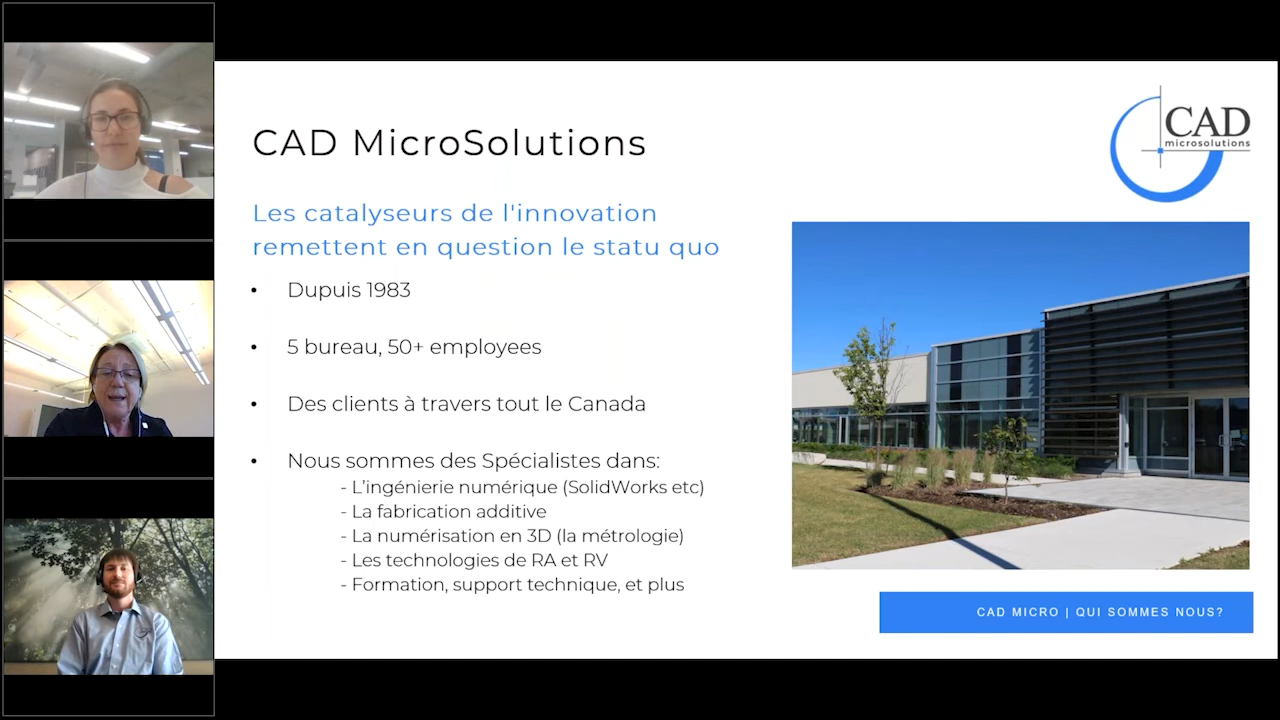 CAD MicroSolutions
CAD
microsolutions
Les catalyseurs de l'innovation
remettent en question le statu quo
• Dupuis 1983
• 5 bureau, 50+ employees
• Des clients à travers tout le Canada
• Nous sommes des Spécialistes dans:
- L'ingénierie numérique (SolidWorks etc)
- La fabrication additive
- La numérisation en 3D (la métrologie)
- Les technologies de RA et RV
- Formation, support technique, et plus
CAD MICRO | QUI SOMMES NOUS?